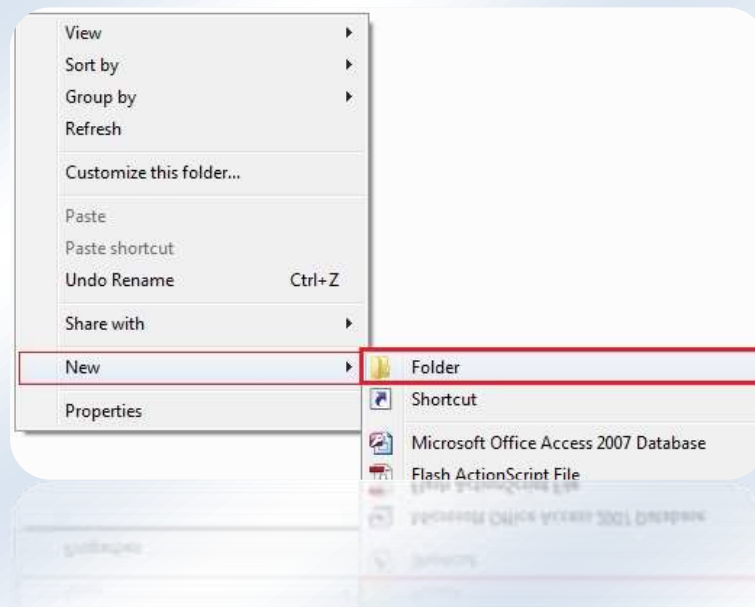 View
Sort by
Group by
Refresh
Customize this folder...
Paste
Paste shortcut
Undo Rename Ctrl+Z
Share with
New
Properties
Folder
Shortcut
Microsoft Office Access 2007 Database
Flash ActionScript File